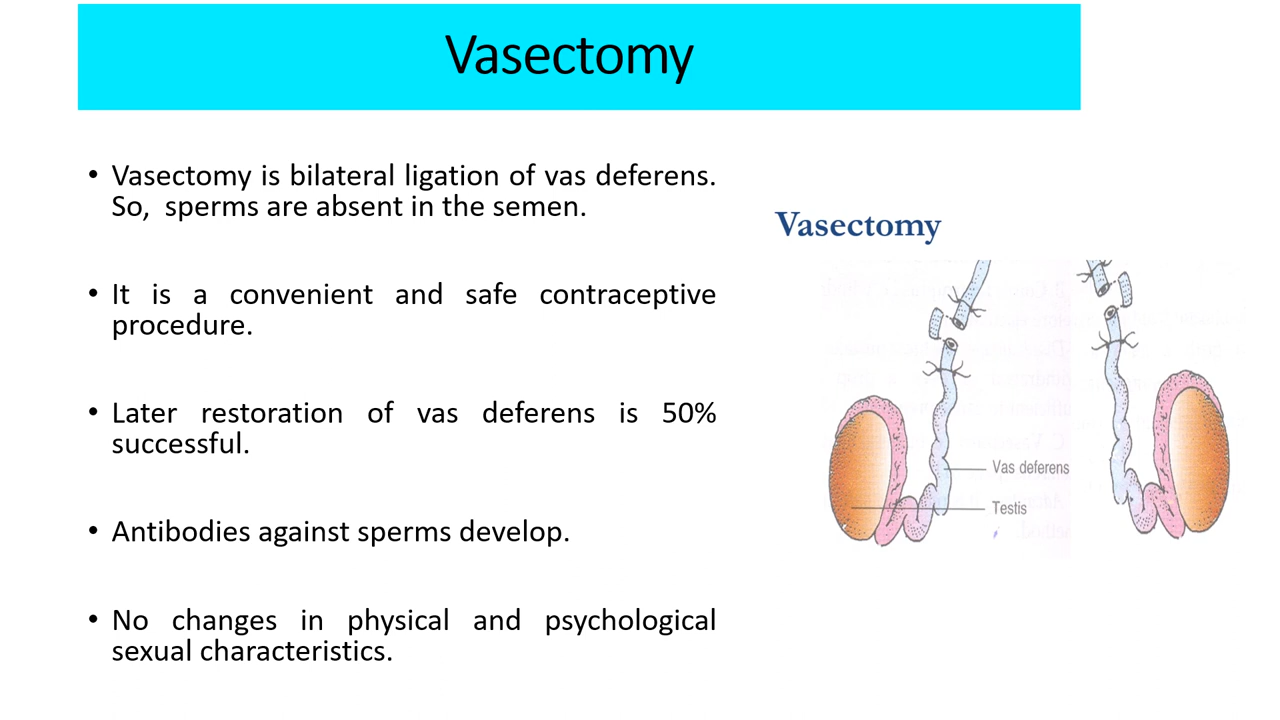 Vasectomy
• Vasectomy is bilateral ligation of vas deferens.
So, sperms are absent in the semen.
• It is a convenient and safe contraceptive
procedure.
• Later restoration of vas deferens is 50%
successful.
• Antibodies against sperms develop.
• No changes in physical and psychological
sexual characteristics.
Vasectomy
Vas deferens
Testis